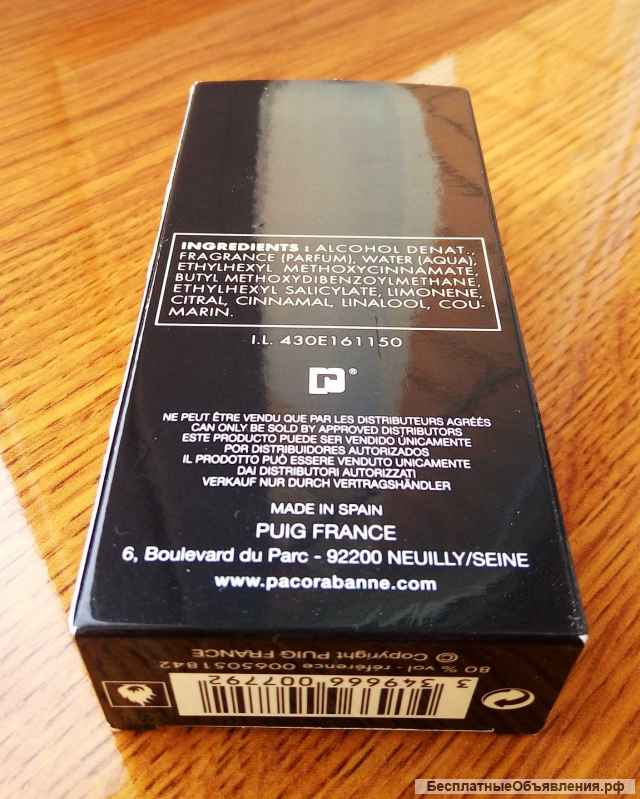 INGREDIENTS : ALCOHOL DENAT.,
FRAGRANCE (PARFUM), WATER (AQUA),
ETHYLHEXYL METHOXYCINNAMATE,
BUTYL METHOXYDIBENZOYLMETHANE,
ETHYLHEXYL SALICYLATE, LIMONENE,
CITRAL, CINNAMAL, LINALOOL, COU-
MARIN.
I.L. 430E161150
®
NE PEUT ÊTRE VENDU QUE PAR LES DISTRIBUTEURS AGRÉÉS
CAN ONLY BE SOLD BY APPROVED DISTRIBUTORS
ESTE PRODUCTO PUEDE SER VENDIDO ÚNICAMENTE
POR DISTRIBUIDORES AUTORIZADOS
IL PRODOTTO PUÒ ESSERE VENDUTO UNICAMENTE
DAI DISTRIBUTORI AUTORIZZATI
VERKAUF NUR DURCH VERTRAGSHÄNDLER
MADE IN SPAIN
PUIG FRANCE
6, Boulevard du Parc - 92200 NEUILLY/SEINE
www.pacorabanne.com
© Copyright PUIG FRANCE
80 % vol - référence 0065051842
3 349666 007792
БесплатныеОбъявления.рф